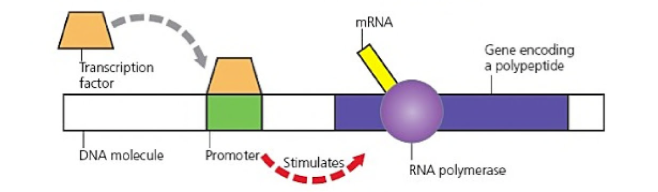 mRNA
Gene encoding
a polypeptide
Transcription
factor
DNA molecule
Promoter
Stimulates
RNA polymerase